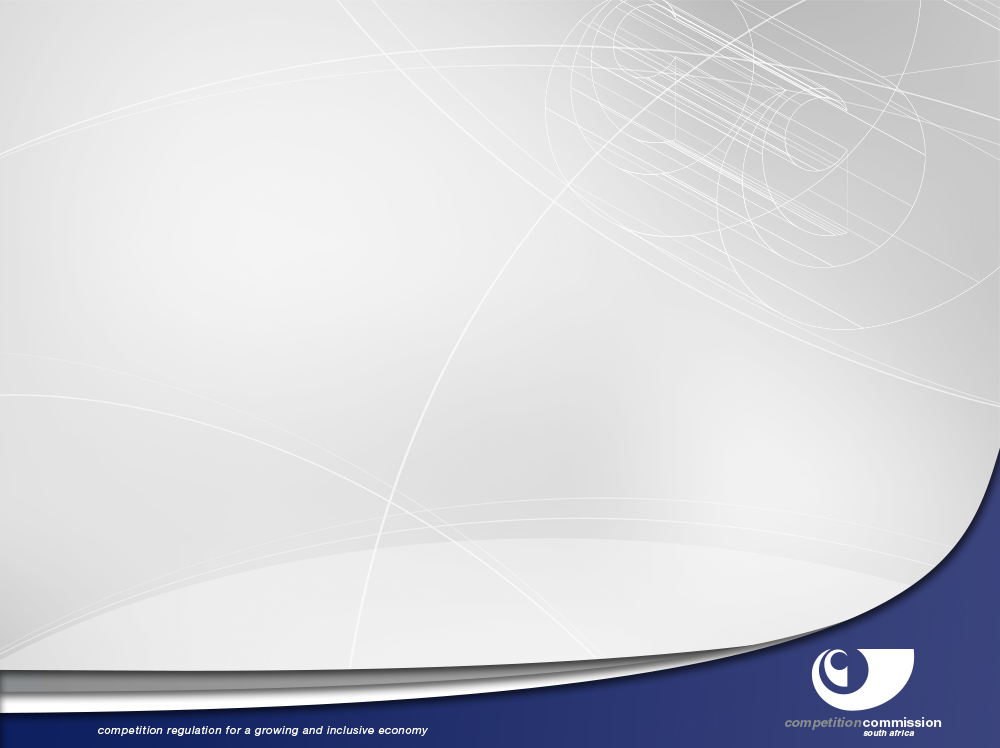 competition regulation for a growing and inclusive economy
competitioncommission
south africa